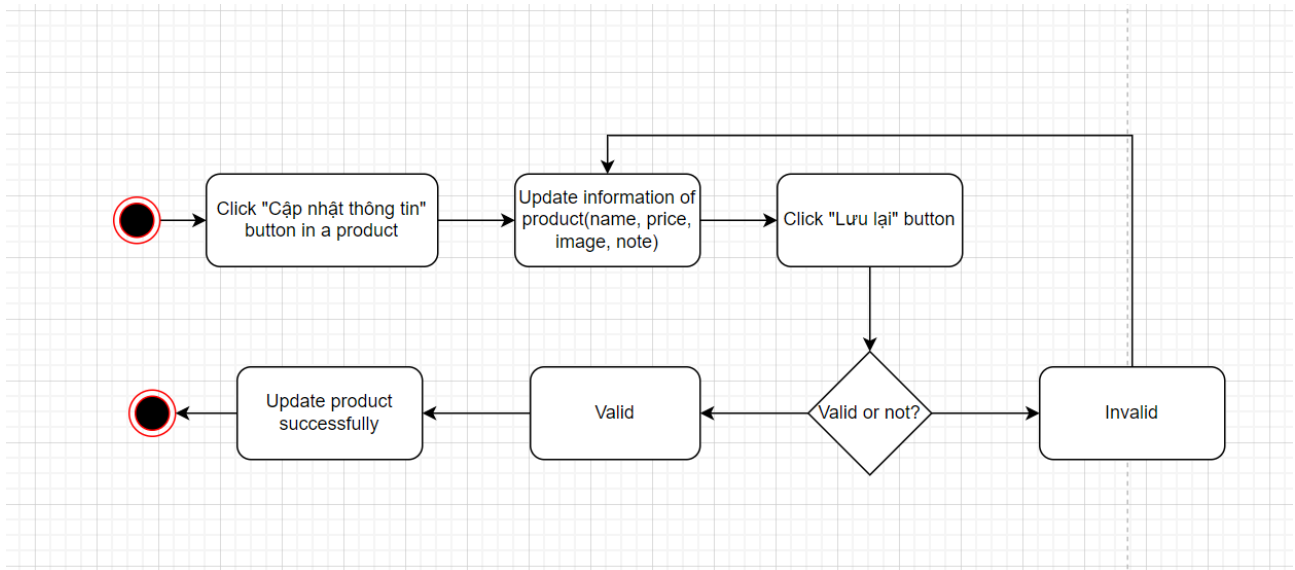 Click "Cập nhật thông tin"
button in a product
Update information of
product(name, price,
image, note)
Click "Lưu lại" button
Valid or not?
Invalid
Valid
Update product
successfully